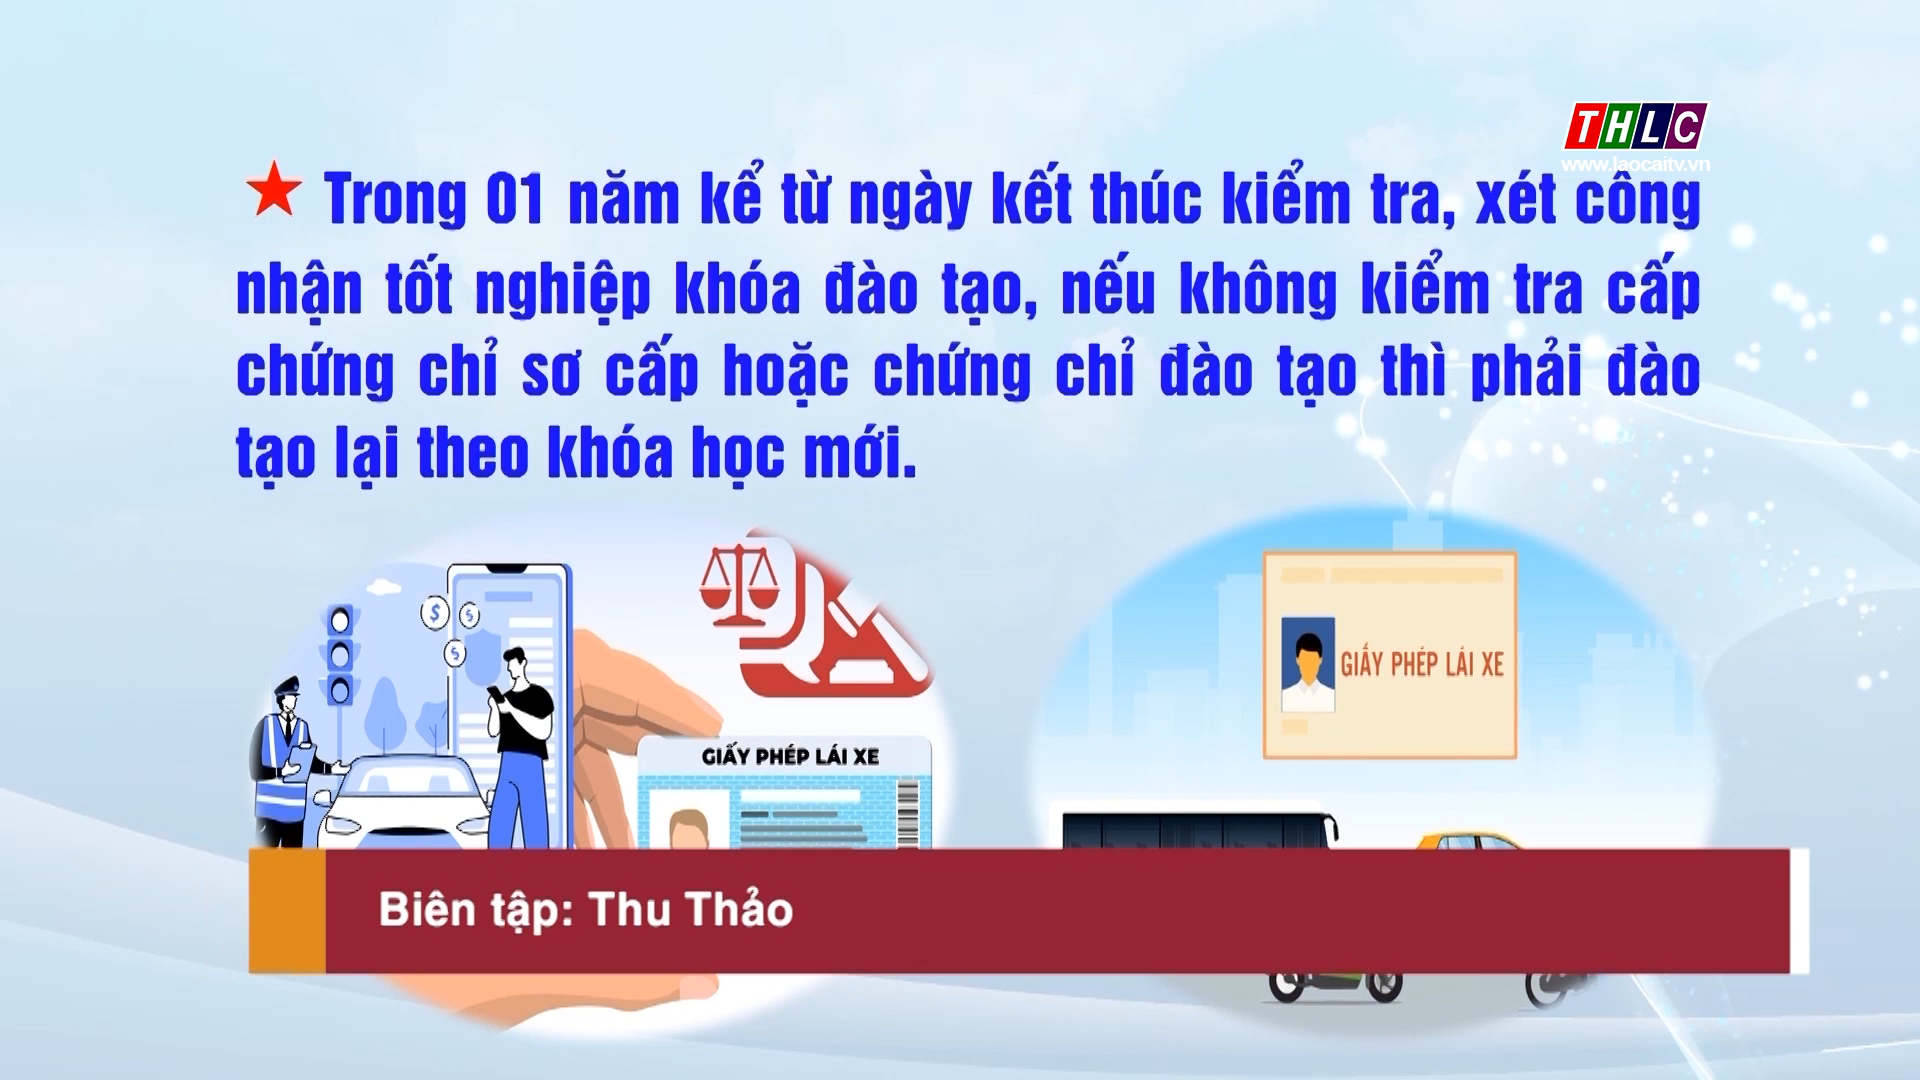 THLC
www.laocaitv.vn
Trong 01 năm kể từ ngày kết thúc kiểm tra, xét công
nhận tốt nghiệp khóa đào tạo, nếu không kiểm tra cấp
chứng chỉ sơ cấp hoặc chứng chỉ đào tạo thì phải đào
tạo lại theo khóa học mới.
$
$
$
GIẤY PHÉP LÁI XE
GIẤY PHÉP LÁI XE
Biên tập: Thu Thảo